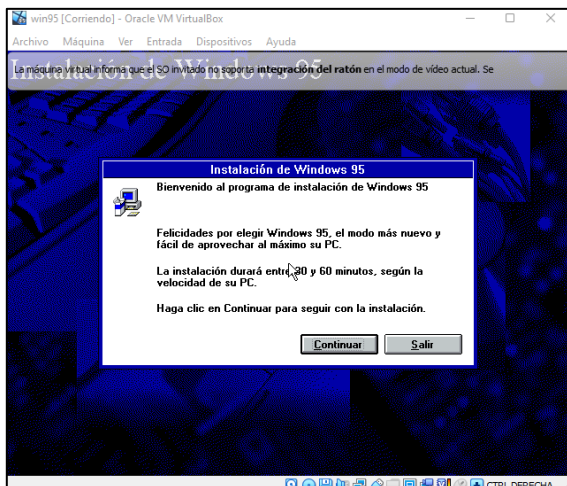 win95 [Corriendo] - Oracle VM VirtualBox
Archivo Máquina Ver Entrada Dispositivos Ayuda
Instalación de Windows 95
La máquina virtual informa que el SO invitado no soporta integración del ratón en el modo de vídeo actual. Se
Instalación de Windows 95
Bienvenido al programa de instalación de Windows 95
Felicidades por elegir Windows 95, el modo más nuevo y
fácil de aprovechar al máximo su PC.
La instalación durará entre 30 y 60 minutos, según la
velocidad de su PC.
Haga clic en Continuar para seguir con la instalación.
Continuar Salir
CTRL DERECHA